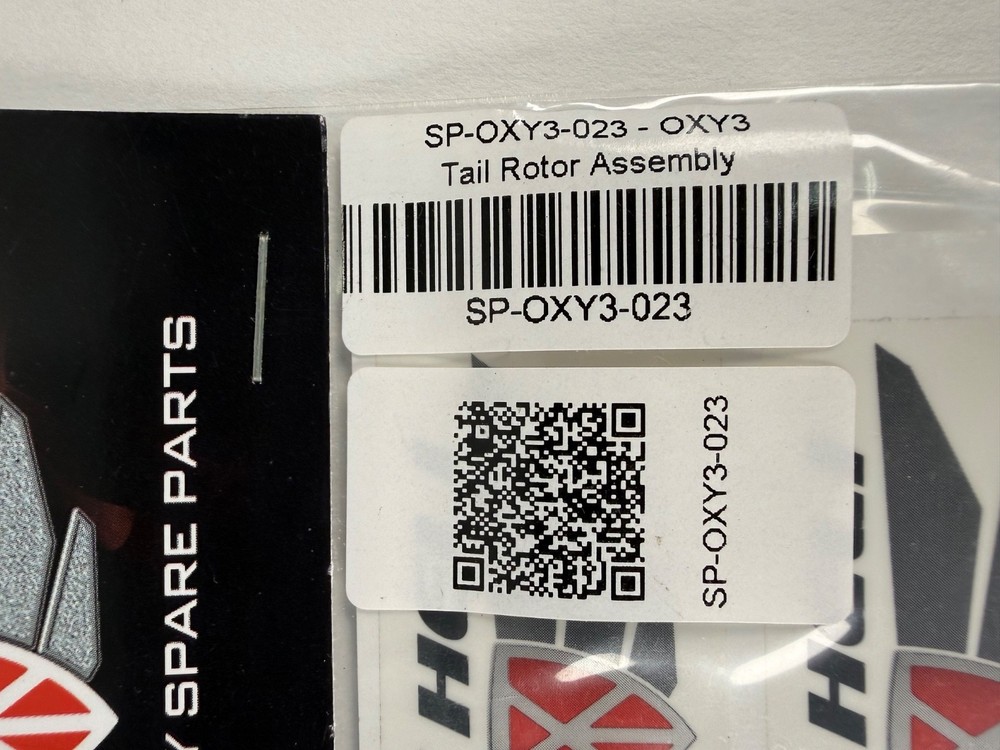 SP-OXY3-023 - OXY3
Tail Rotor Assembly
SP-OXY3-023
SP-OXY3-023
SPARE PARTS